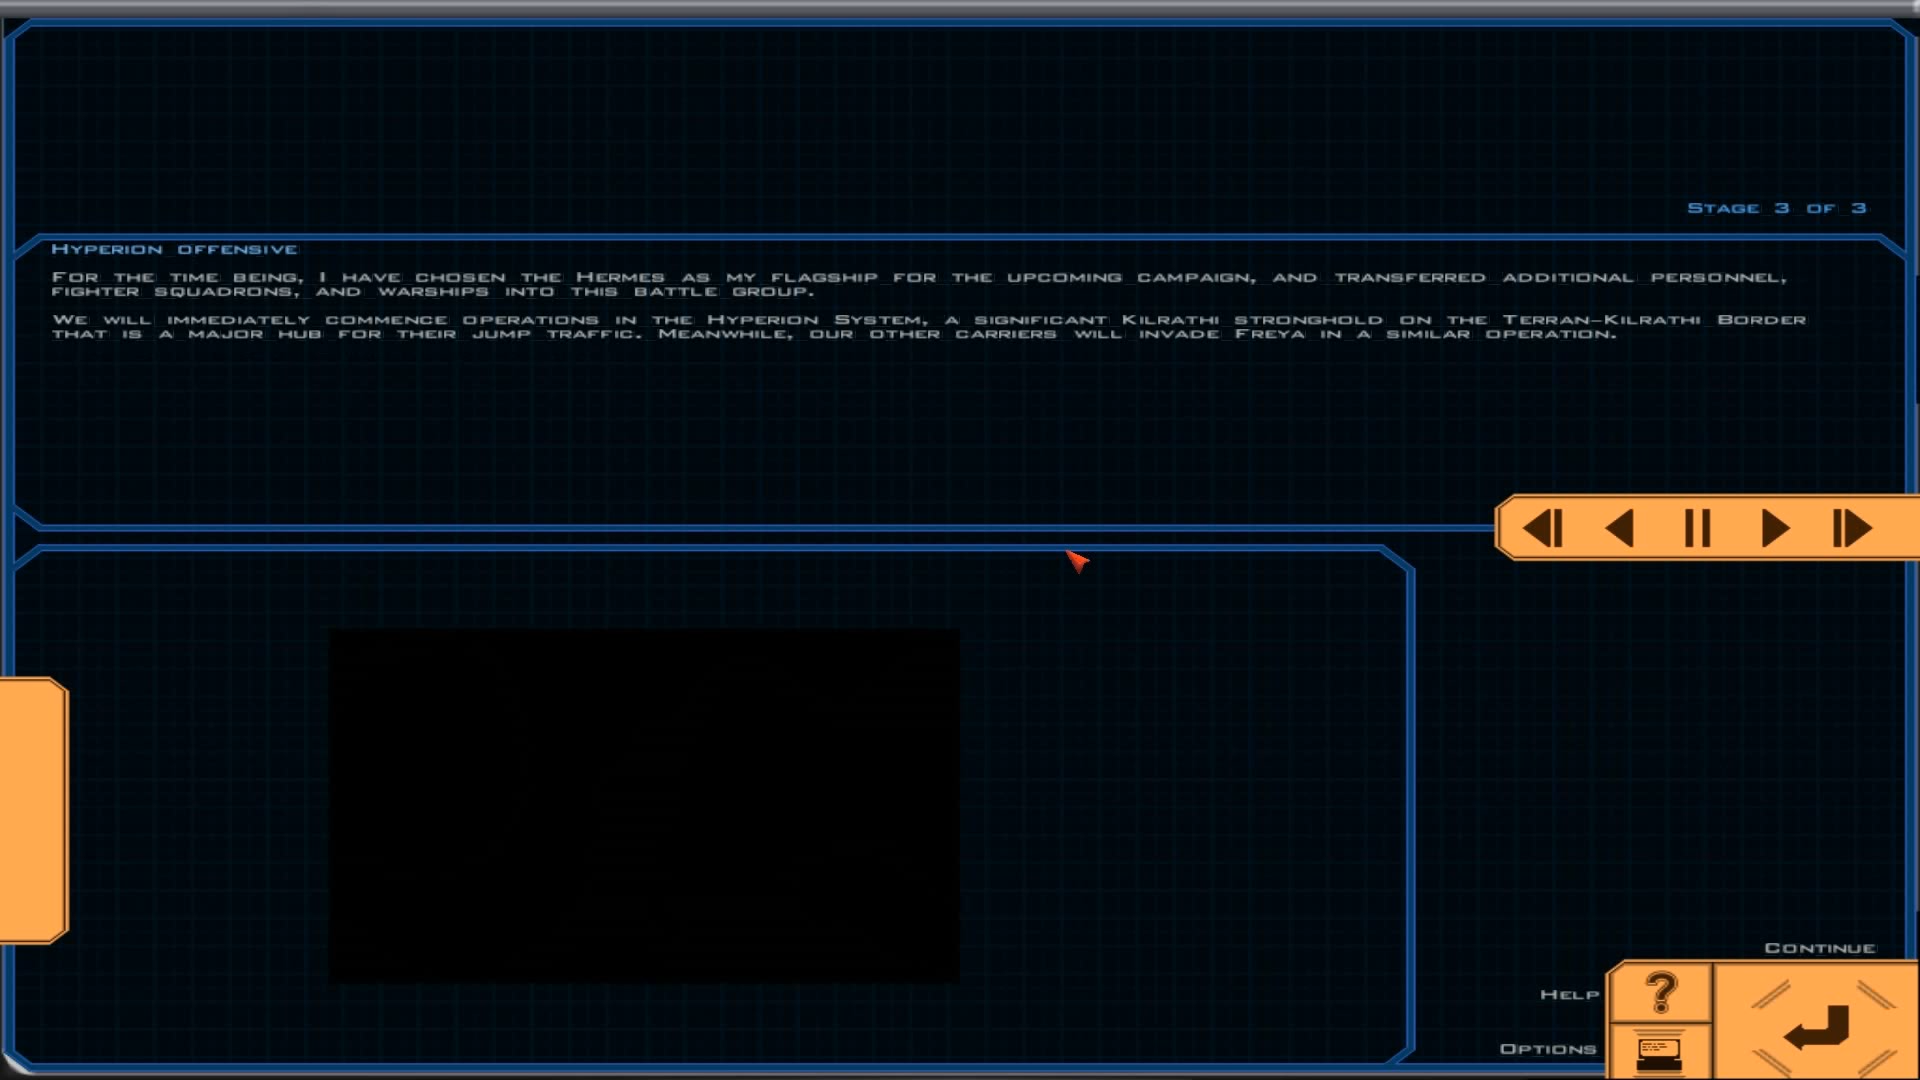 Stage 3 of 3
Hyperion offensive
For the time being, I have chosen the Hermes as my flagship for the upcoming campaign, and transferred additional personnel,
fighter squadrons, and warships into this battle group.
We will immediately commence operations in the Hyperion System, a significant Kilrathi stronghold on the Terran-Kilrathi Border
that is a major hub for their jump traffic. Meanwhile, our other carriers will invade Freya in a similar operation.
Continue
?
Help
Options